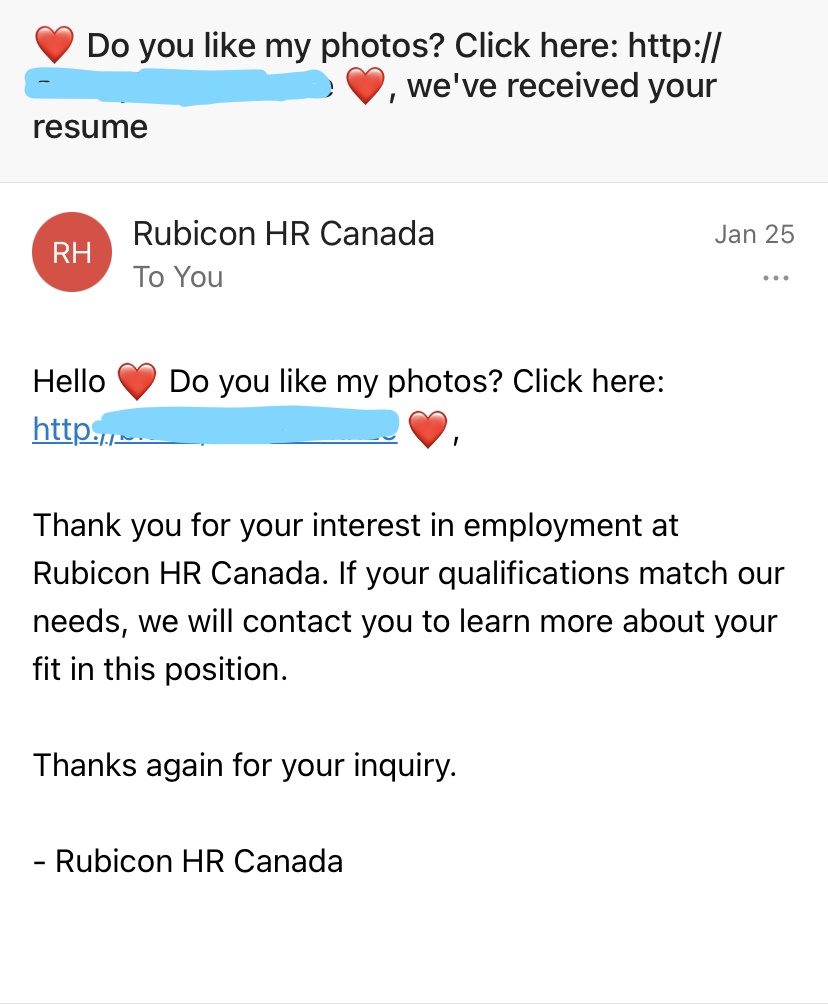 ❤️ Do you like my photos? Click here: http://
❤️, we've received your
resume
RH
Rubicon HR Canada
Jan 25
To You
...
Hello ❤️ Do you like my photos? Click here:
http://
❤️,
Thank you for your interest in employment at
Rubicon HR Canada. If your qualifications match our
needs, we will contact you to learn more about your
fit in this position.
Thanks again for your inquiry.
- Rubicon HR Canada